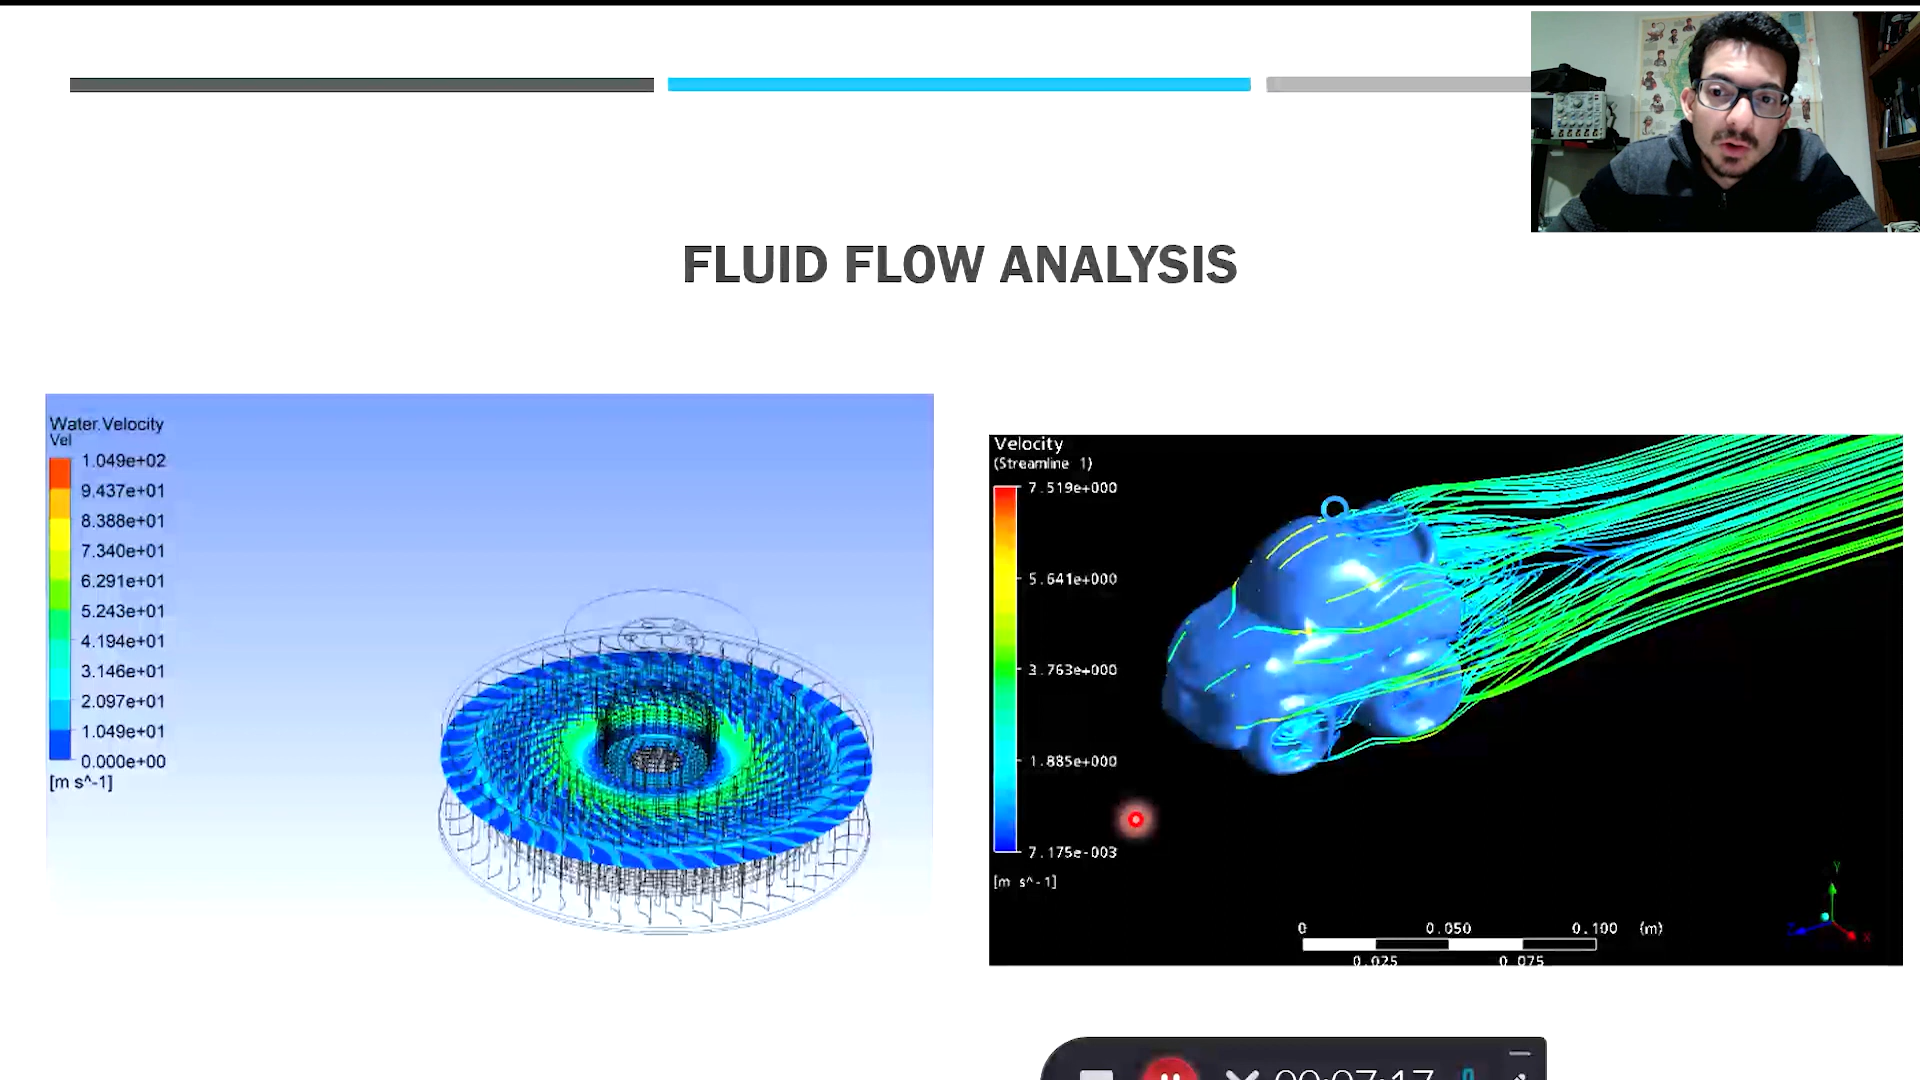 FLUID FLOW ANALYSIS
Water.Velocity
Vel
1.049e+02
9.437e+01
8.388e+01
7.340e+01
6.291e+01
5.243e+01
4.194e+01
3.146e+01
2.097e+01
1.049e+01
0.000e+00
[m s^-1]
Velocity
(Streamline 1)
7.519e+000
5.641e+000
3.763e+000
1.885e+000
7.175e-003
[m s^-1]
0 0.050 0.100 (m)
0.025 0.075
Y
X
00:07:17